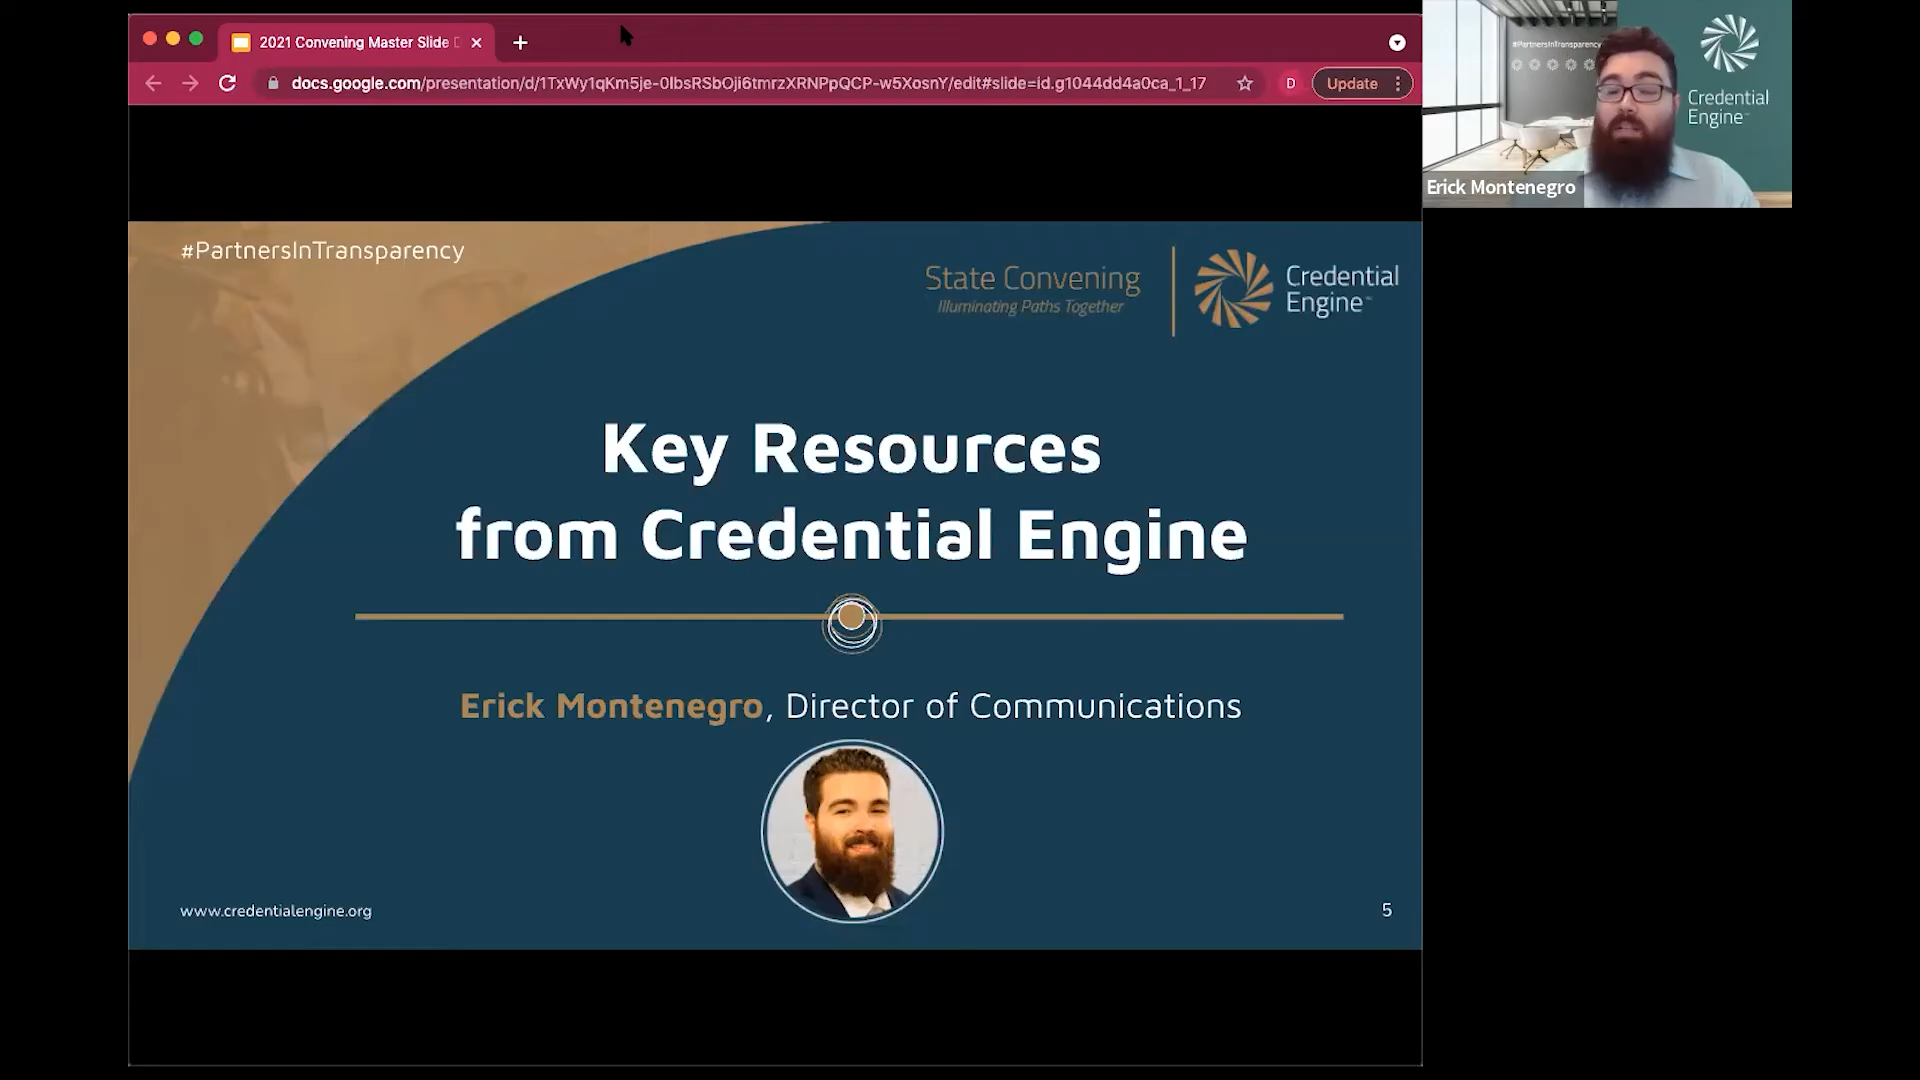 2021 Convening Master Slide
docs.google.com/presentation/d/1TxWy1qKm5je-0lbsRSbOji6tmrzXRNPpQCP-w5XosnY/edit#slide=id.g1044dd4a0ca_1_17
D
Update
#PartnersInTransparency
Credential
Engine
Erick Montenegro
#PartnersInTransparency
State Convening
Illuminating Paths Together
Credential
Engine
Key Resources
from Credential Engine
Erick Montenegro, Director of Communications
www.credentialengine.org
5